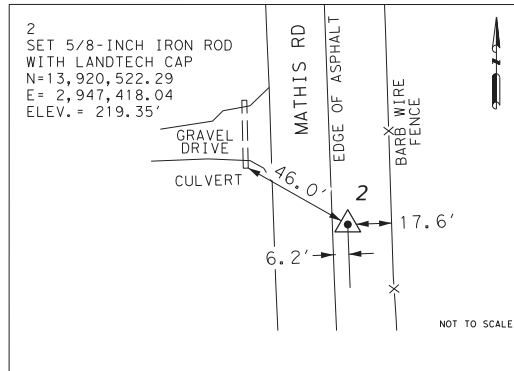 2
SET 5/8-INCH IRON ROD
WITH LANDTECH CAP
N=13,920,522.29
E= 2,947,418.04
ELEV.= 219.35'
MATHIS RD
EDGE OF ASPHALT
BARB WIRE
FENCE
GRAVEL
DRIVE
CULVERT
46.0'
2
17.6'
6.2'
N
NOT TO SCALE